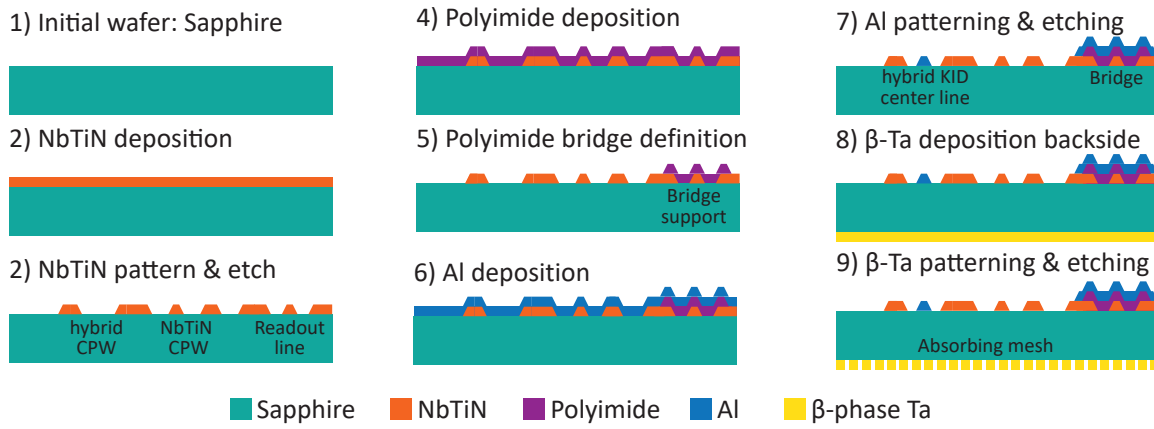 1) Initial wafer: Sapphire
2) NbTiN deposition
2) NbTiN pattern & etch
hybrid CPW
NbTiN CPW
Readout line
4) Polyimide deposition
5) Polyimide bridge definition
Bridge support
6) Al deposition
7) Al patterning & etching
hybrid KID center line
Bridge
8) β-Ta deposition backside
9) β-Ta patterning & etching
Absorbing mesh
Sapphire
NbTiN
Polyimide
Al
β-phase Ta